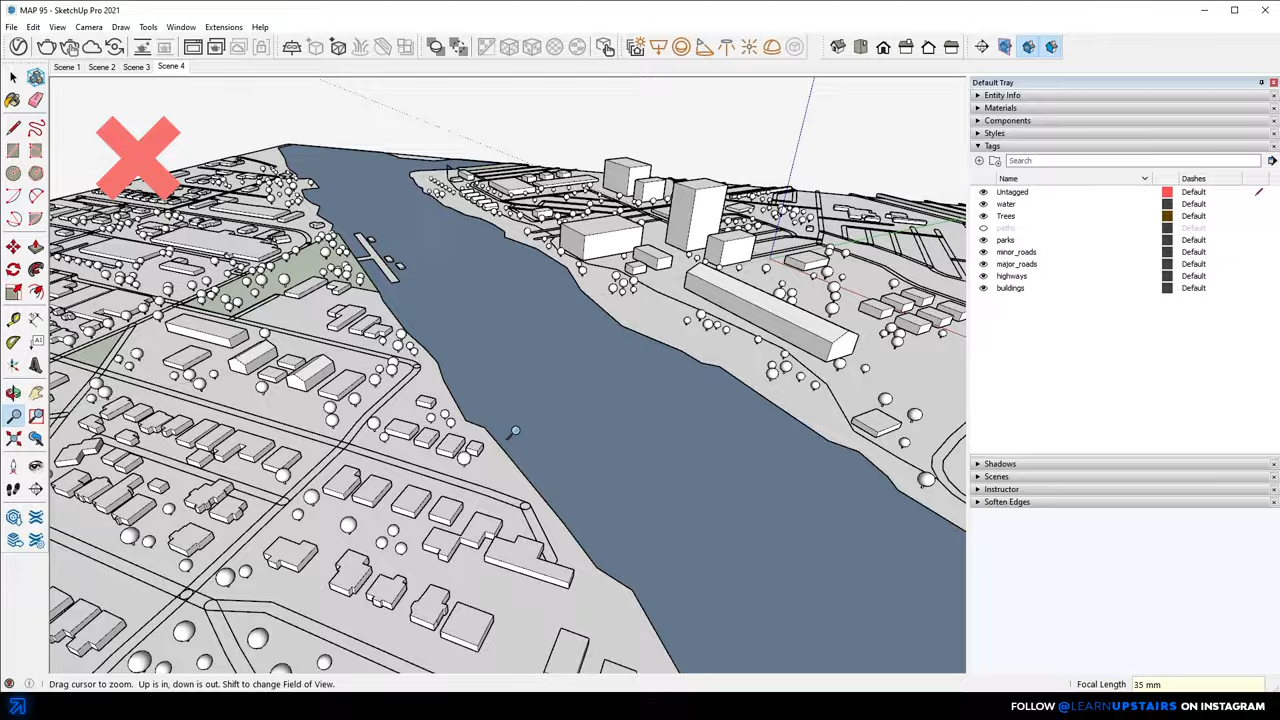 MAP 95 - SketchUp Pro 2021
File Edit View Camera Draw Tools Window Extensions Help
Scene 1 Scene 2 Scene 3 Scene 4
Default Tray
Entity Info
Materials
Components
Styles
Tags
Search
Name Dashes
Untagged Default
water Default
Trees Default
paths Default
parks Default
minor_roads Default
major_roads Default
highways Default
buildings Default
Shadows
Scenes
Instructor
Soften Edges
Drag cursor to zoom. Up is in, down is out. Shift to change Field of View.
Focal Length 35 mm
FOLLOW @LEARNUPSTAIRS ON INSTAGRAM